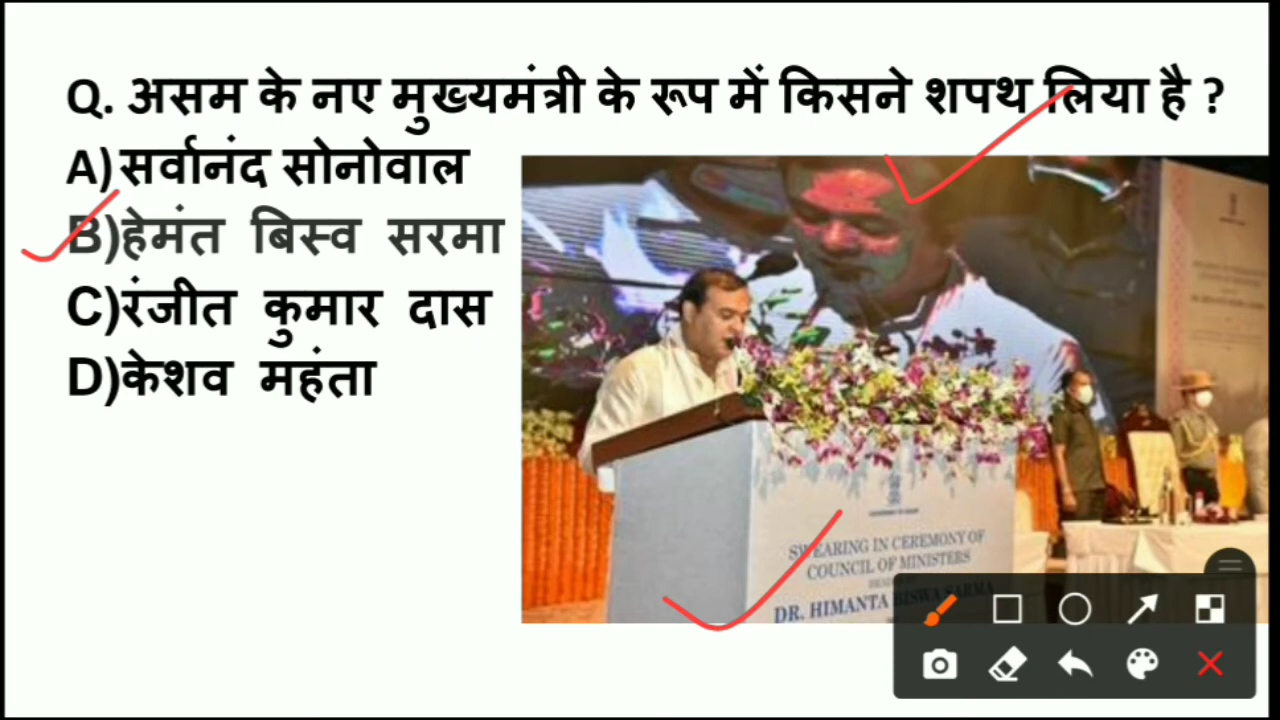 Q. असम के नए मुख्यमंत्री के रूप में किसने शपथ लिया है ?
A)सर्वानंद सोनोवाल
B)हेमंत बिस्व सरमा
C)रंजीत कुमार दास
D)केशव महंता
SWEARING IN CEREMONY OF
COUNCIL OF MINISTERS
DR. HIMANTA BISWA SARMA